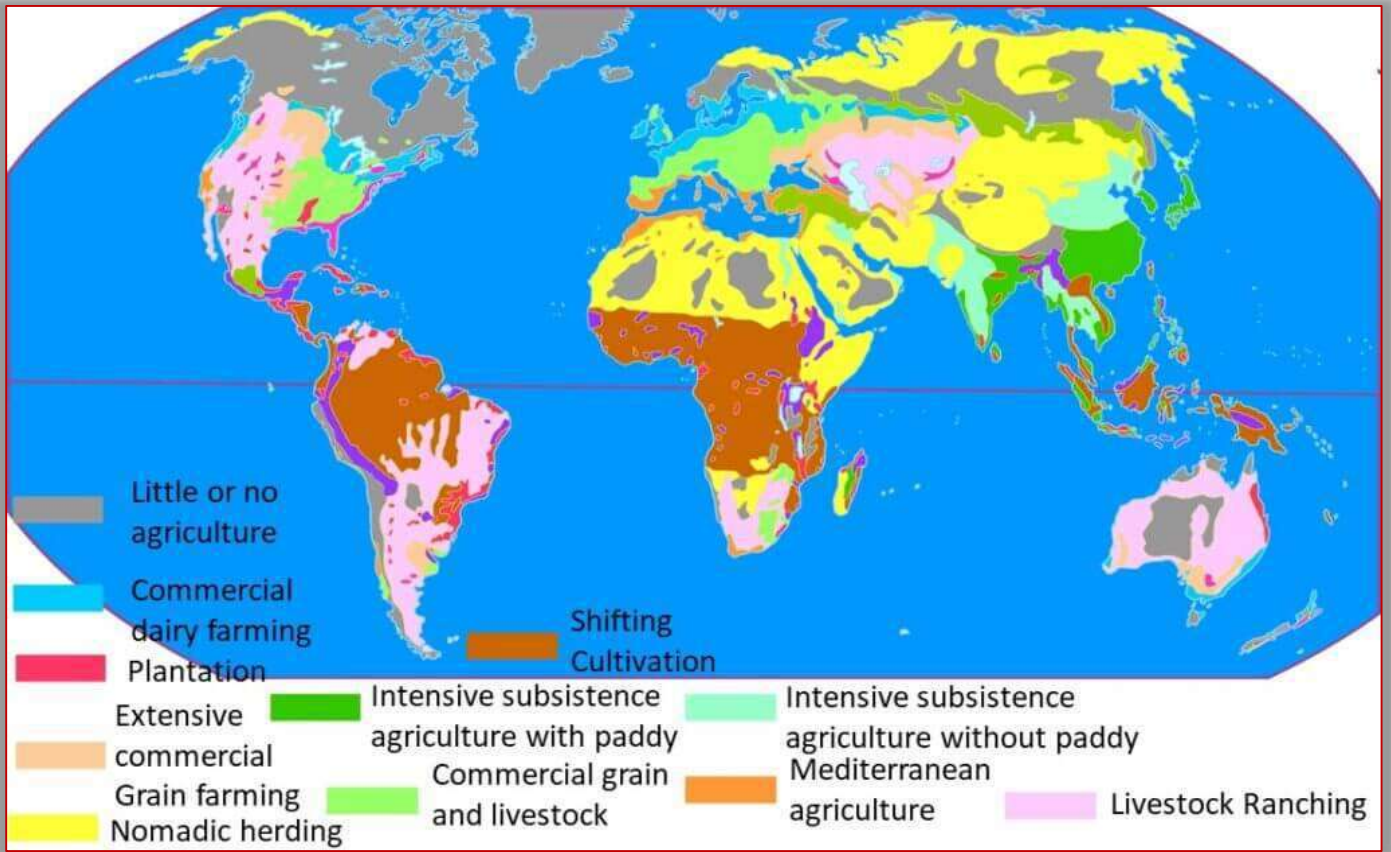 Little or no
agriculture
Commercial
dairy farming
Plantation
Shifting
Cultivation
Extensive
commercial
Grain farming
Intensive subsistence
agriculture with paddy
Intensive subsistence
agriculture without paddy
Commercial grain
and livestock
Mediterranean
agriculture
Livestock Ranching
Nomadic herding